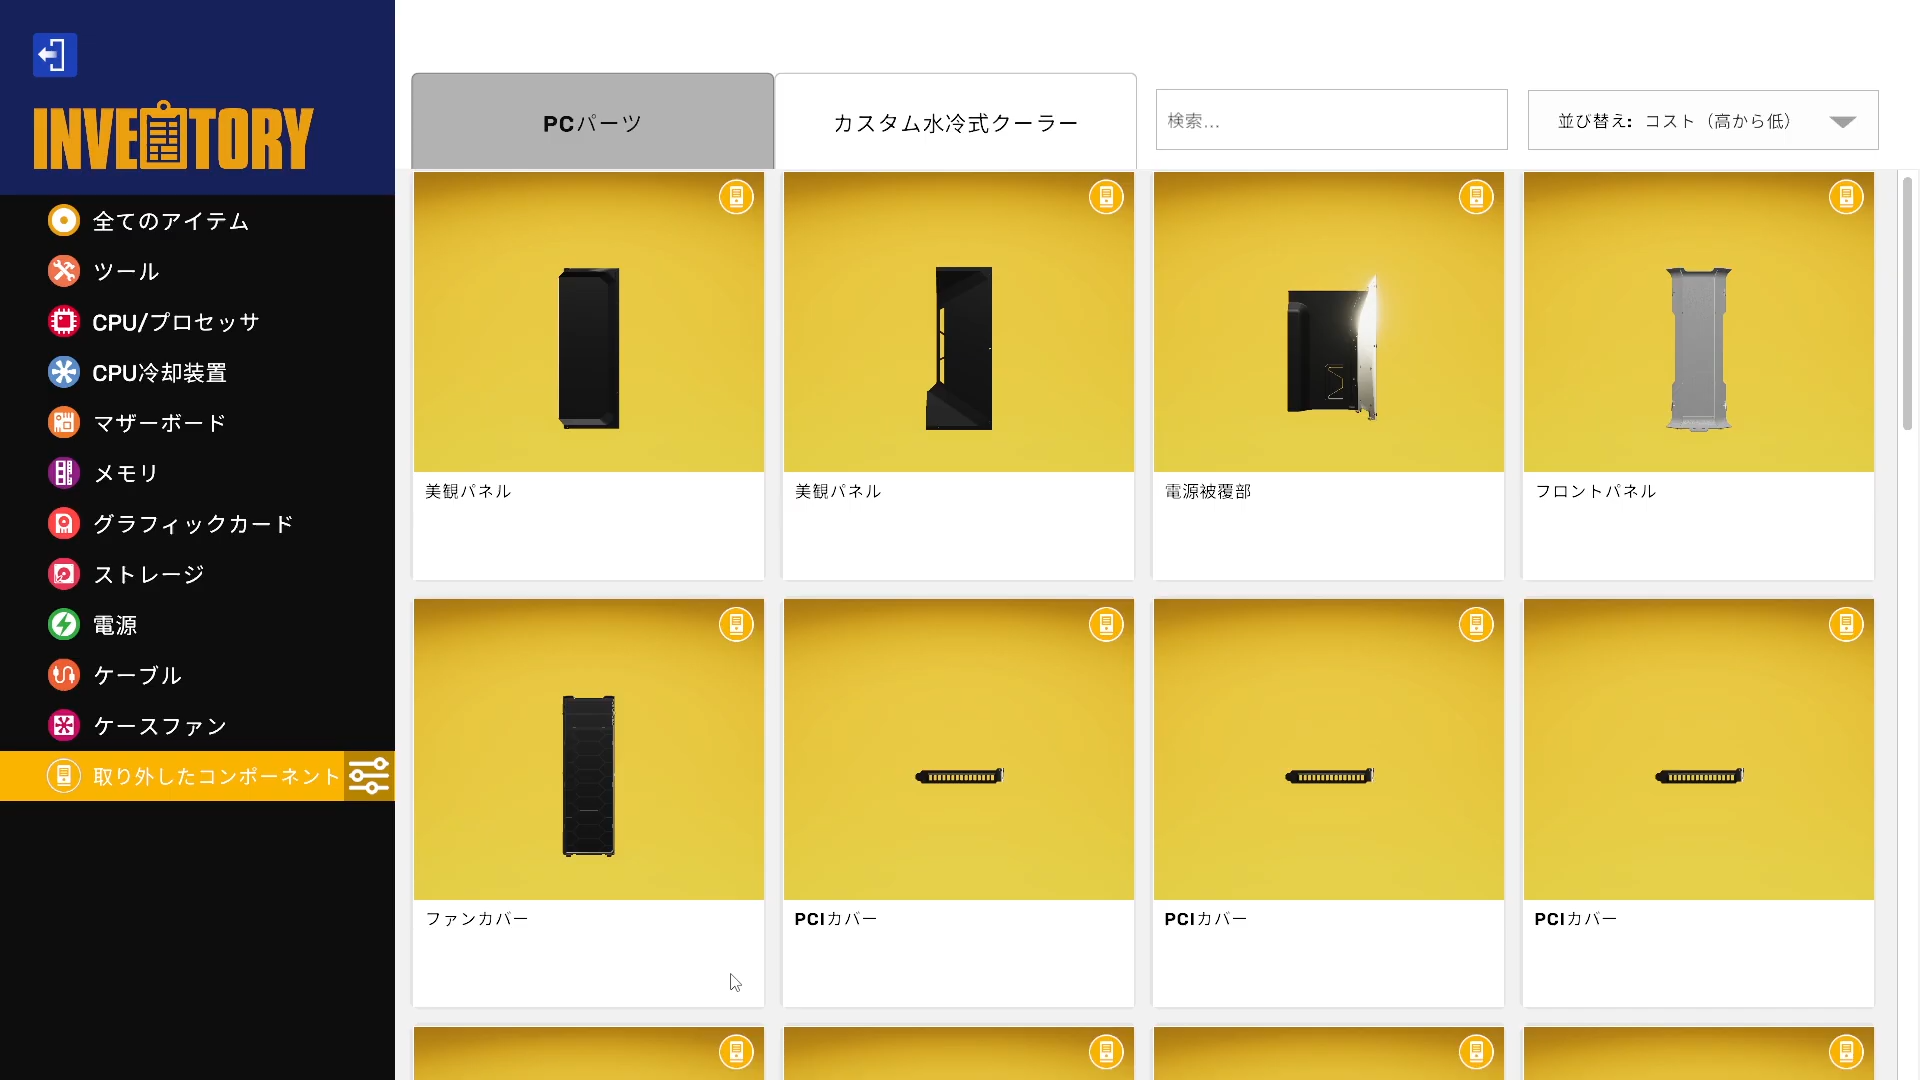 INVENTORY
全てのアイテム
ツール
CPU/プロセッサ
CPU冷却装置
マザーボード
メモリ
グラフィックカード
ストレージ
電源
ケーブル
ケースファン
取り外したコンポーネント
PCパーツ
カスタム水冷式クーラー
検索...
並び替え: コスト（高から低）
美観パネル
美観パネル
電源被覆部
フロントパネル
ファンカバー
PCIカバー
PCIカバー
PCIカバー